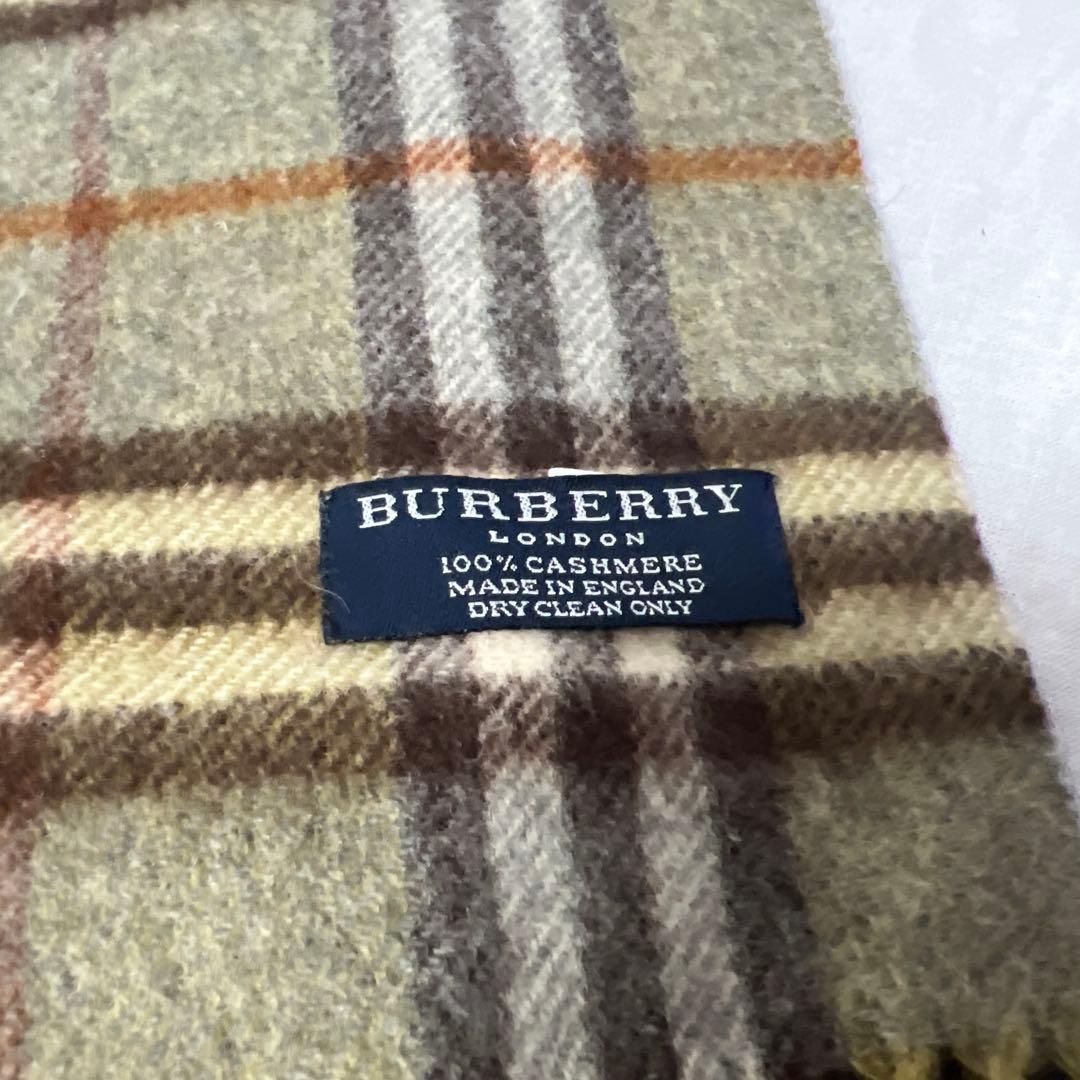 BURBERRY
LONDON
100% CASHMERE
MADE IN ENGLAND
DRY CLEAN ONLY